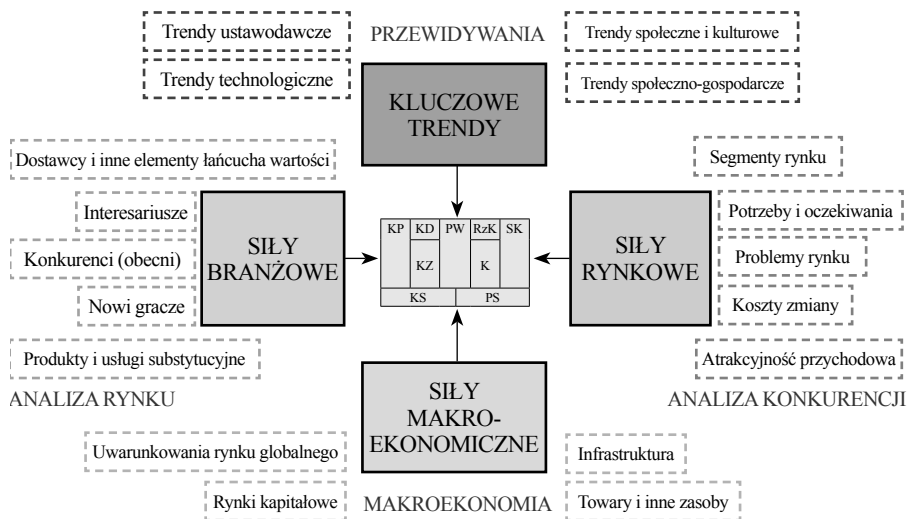 Trendy ustawodawcze
PRZEWIDYWANIA
Trendy społeczne i kulturowe
Trendy technologiczne
Trendy społeczno-gospodarcze
KLUCZOWE
TRENDY
Dostawcy i inne elementy łańcucha wartości
Segmenty rynku
Interesariusze
Potrzeby i oczekiwania
SIŁY
BRANŻOWE
KP
KD
PW
RzK
SK
KZ
K
KS
PS
SIŁY
RYNKOWE
Konkurenci (obecni)
Problemy rynku
Nowi gracze
Koszty zmiany
Produkty i usługi substytucyjne
Atrakcyjność przychodowa
ANALIZA RYNKU
ANALIZA KONKURENCJI
SIŁY
MAKRO-
EKONOMICZNE
Uwarunkowania rynku globalnego
Infrastruktura
Rynki kapitałowe
MAKROEKONOMIA
Towary i inne zasoby